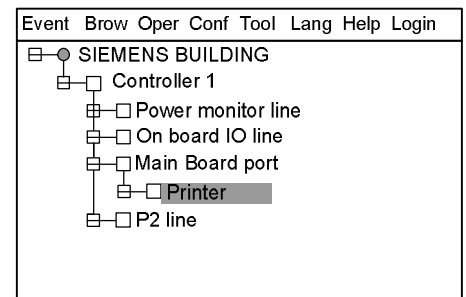 Event Brow Oper Conf Tool Lang Help Login
SIEMENS BUILDING
Controller 1
Power monitor line
On board IO line
Main Board port
Printer
P2 line